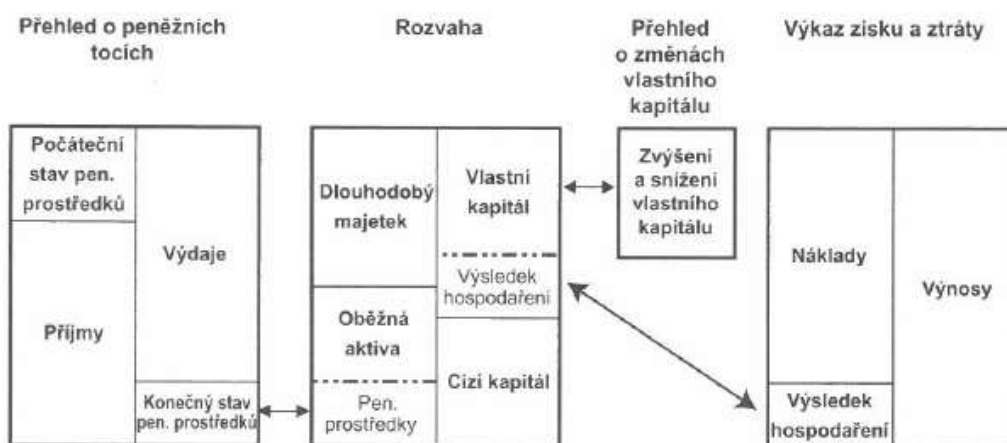 Přehled o peněžních
tocích
Rozvaha
Přehled
o změnách
vlastního
kapitálu
Výkaz zisku a ztráty
Počáteční
stav pen.
prostředků
Výdaje
Příjmy
Konečný stav
pen. prostředků
Dlouhodobý
majetek
Vlastní
kapitál
Výsledek
hospodaření
Oběžná
aktiva
Cizí kapitál
Pen.
prostředky
Zvýšení
a snížení
vlastního
kapitálu
Náklady
Výnosy
Výsledek
hospodaření